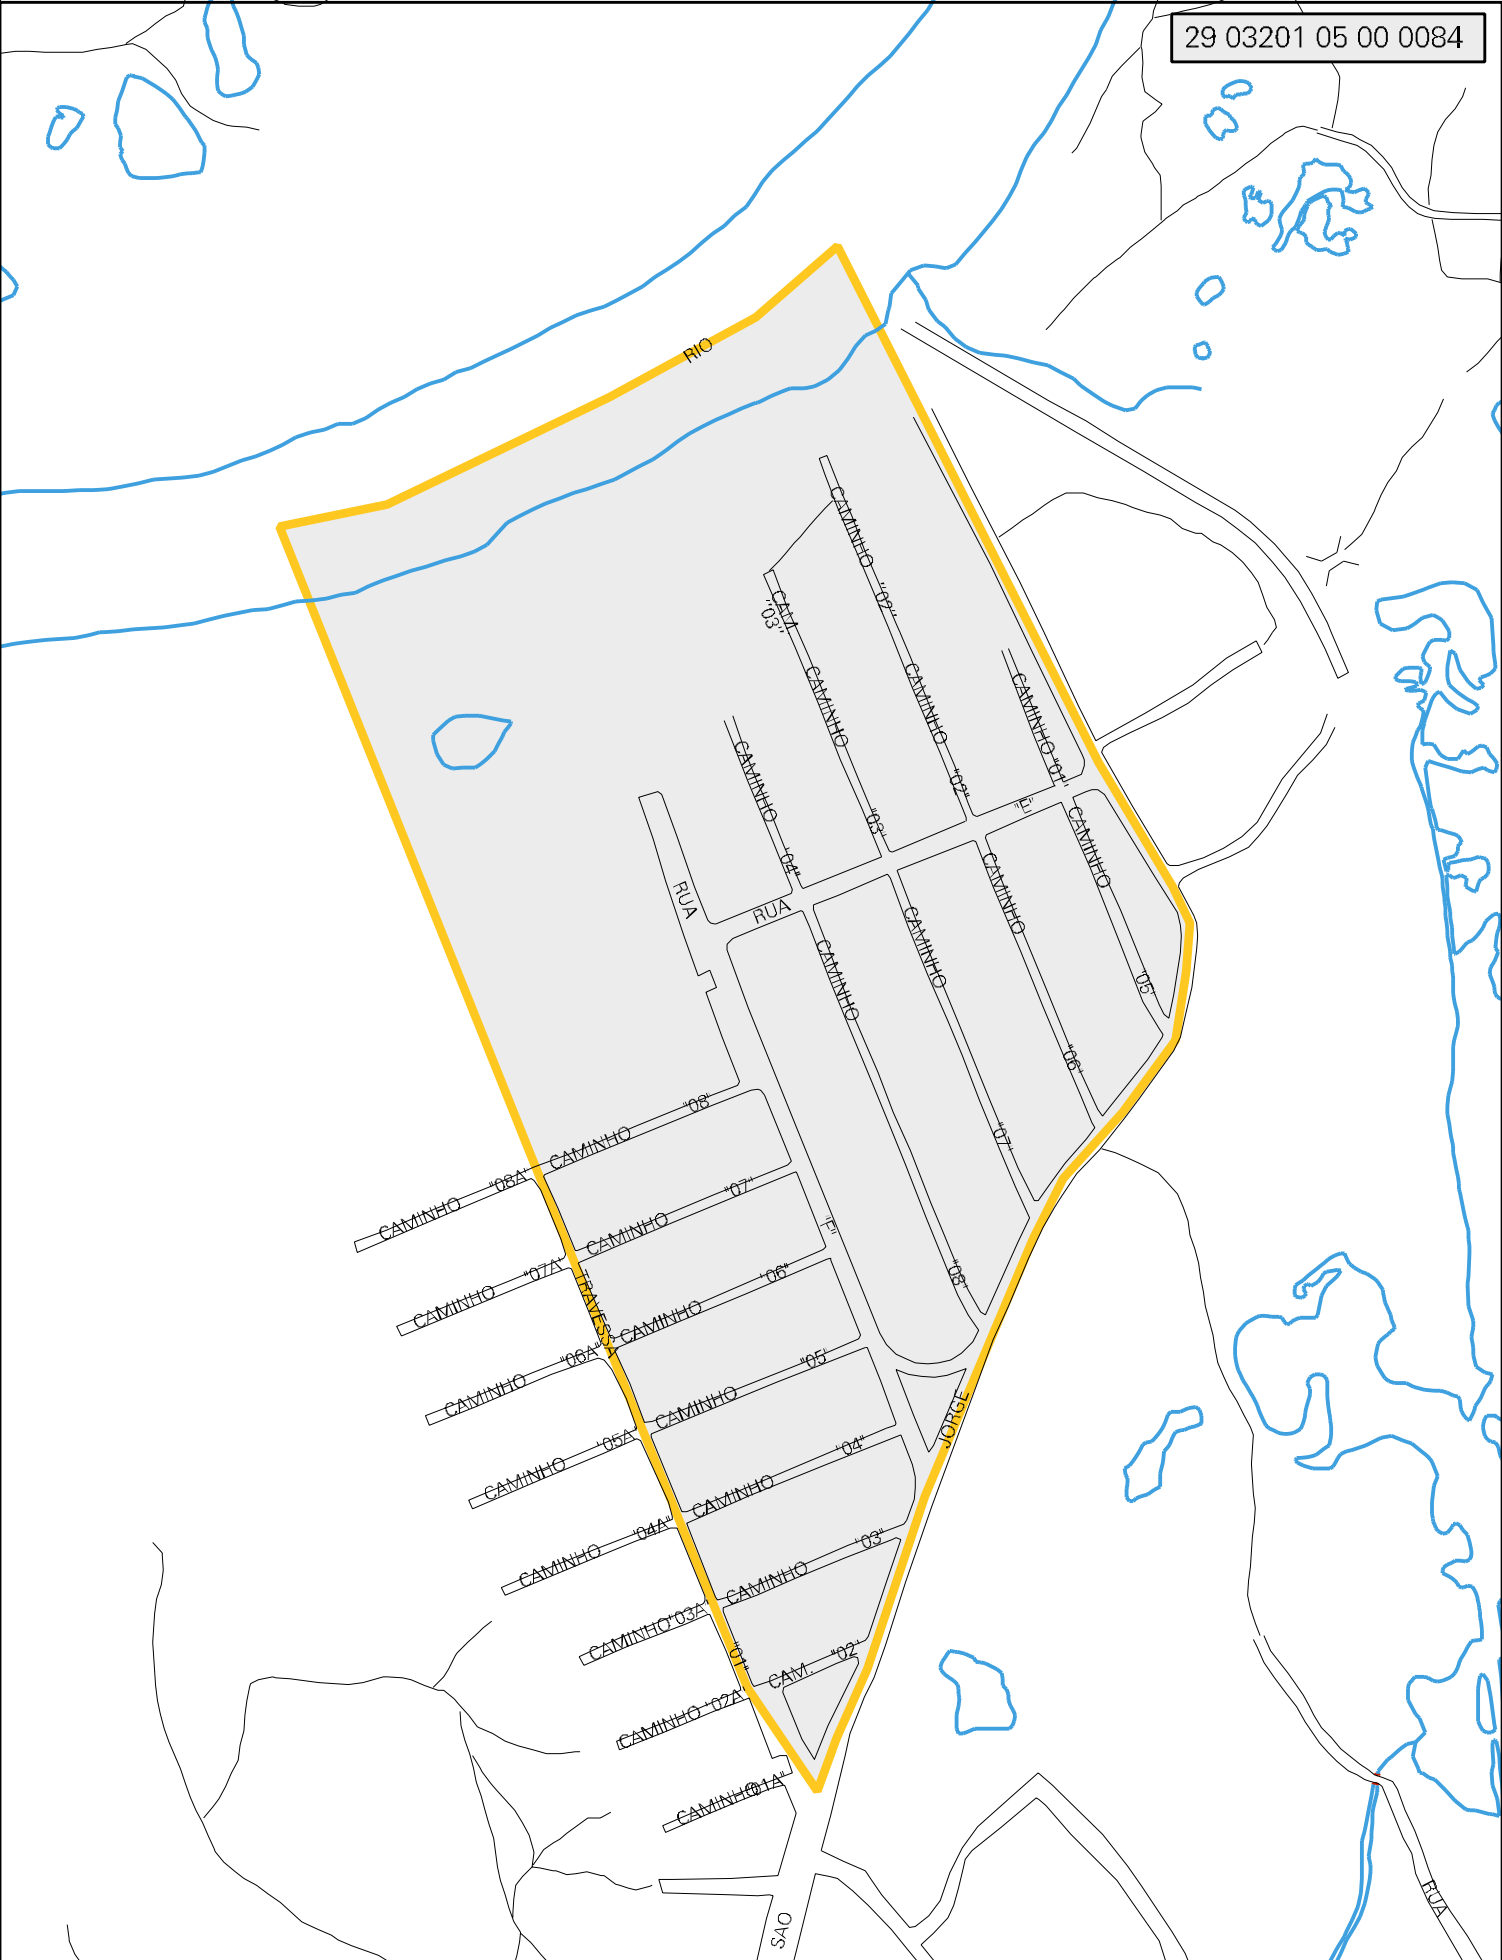 29 03201 05 00 0084
RIO
CAMINHO "02"
CAM. "03"
CAMINHO "02"
CAMINHO "03"
CAMINHO "01"
CAMINHO "04"
"E"
RUA
RUA
CAMINHO "05"
CAMINHO "06"
CAMINHO "07"
CAMINHO "08"
CAMINHO "08"
CAMINHO "08A"
CAMINHO "07"
"F"
CAMINHO "07A"
CAMINHO "06"
TRAVESSA
CAMINHO "06A"
CAMINHO "05"
JORGE
CAMINHO "05A"
CAMINHO "04"
CAMINHO "04A"
CAMINHO "03"
CAMINHO "03A"
"01"
CAM. "02"
CAMINHO "02A"
CAMINHO "01A"
RUA
SAO